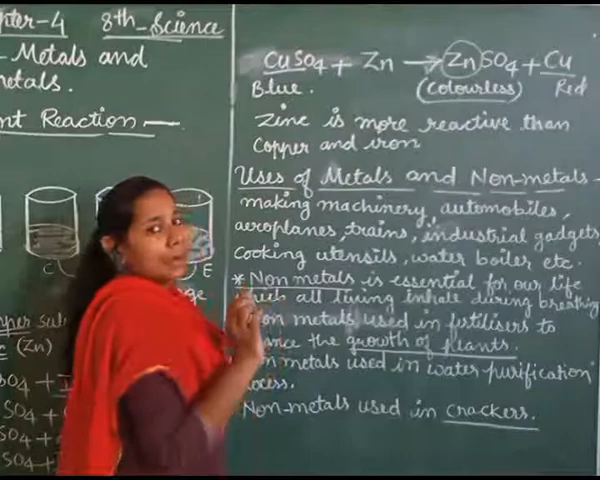 pter-4 8th-Science
- Metals and
etals.
nt Reaction —
C
E
ge
pper Sul
(Zn)
SO4 +
SO4 +
SO4 +
SO4 +
CuSO4 + Zn → ZnSO4 + Cu
Blue. (Colourless) Red
Zinc is more reactive than
Copper and iron
Uses of Metals and Non-metals -
making machinery, automobiles,
aeroplanes, trains, industrial gadgets,
Cooking utensils, water boiler etc.
* Non metals is essential for our life
all living inhale during breathing
metals used in fertilisers to
the growth of plants.
metals used in water purification
ocess.
Non-metals used in crackers.